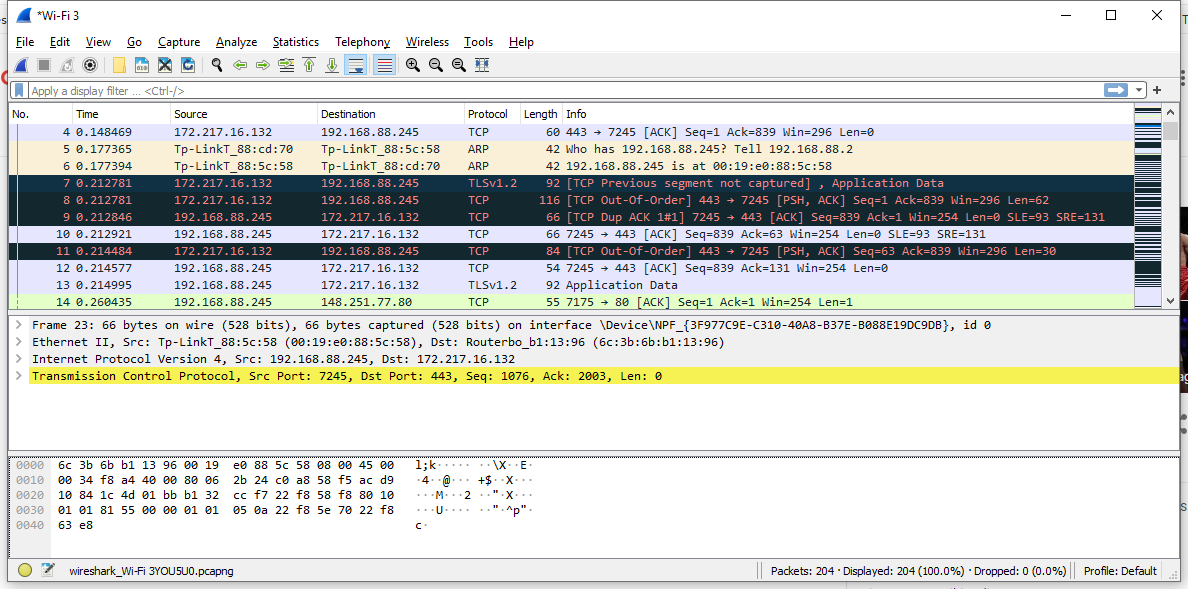 *Wi-Fi 3
File Edit View Go Capture Analyze Statistics Telephony Wireless Tools Help
Apply a display filter ... <Ctrl-/>
No. Time Source Destination Protocol Length Info
4 0.148469 172.217.16.132 192.168.88.245 TCP 60 443 → 7245 [ACK] Seq=1 Ack=839 Win=296 Len=0
5 0.177365 Tp-LinkT_88:cd:70 Tp-LinkT_88:5c:58 ARP 42 Who has 192.168.88.245? Tell 192.168.88.2
6 0.177394 Tp-LinkT_88:5c:58 Tp-LinkT_88:cd:70 ARP 42 192.168.88.245 is at 00:19:e0:88:5c:58
7 0.212781 172.217.16.132 192.168.88.245 TLSv1.2 92 [TCP Previous segment not captured] , Application Data
8 0.212781 172.217.16.132 192.168.88.245 TCP 116 [TCP Out-Of-Order] 443 → 7245 [PSH, ACK] Seq=1 Ack=839 Win=296 Len=62
9 0.212846 192.168.88.245 172.217.16.132 TCP 66 [TCP Dup ACK 1#1] 7245 → 443 [ACK] Seq=839 Ack=1 Win=254 Len=0 SLE=93 SRE=131
10 0.212921 192.168.88.245 172.217.16.132 TCP 66 7245 → 443 [ACK] Seq=839 Ack=63 Win=254 Len=0 SLE=93 SRE=131
11 0.214484 172.217.16.132 192.168.88.245 TCP 84 [TCP Out-Of-Order] 443 → 7245 [PSH, ACK] Seq=63 Ack=839 Win=296 Len=30
12 0.214577 192.168.88.245 172.217.16.132 TCP 54 7245 → 443 [ACK] Seq=839 Ack=131 Win=254 Len=0
13 0.214995 192.168.88.245 172.217.16.132 TLSv1.2 92 Application Data
14 0.260435 192.168.88.245 148.251.77.80 TCP 55 7175 → 80 [ACK] Seq=1 Ack=1 Win=254 Len=1
Frame 23: 66 bytes on wire (528 bits), 66 bytes captured (528 bits) on interface \Device\NPF_{3F977C9E-C310-40A8-B37E-B088E19DC9DB}, id 0
Ethernet II, Src: Tp-LinkT_88:5c:58 (00:19:e0:88:5c:58), Dst: Routerbo_b1:13:96 (6c:3b:6b:b1:13:96)
Internet Protocol Version 4, Src: 192.168.88.245, Dst: 172.217.16.132
Transmission Control Protocol, Src Port: 7245, Dst Port: 443, Seq: 1076, Ack: 2003, Len: 0
0000 6c 3b 6b b1 13 96 00 19 e0 88 5c 58 08 00 45 00 l;k····· ··\X··E·
0010 00 34 f8 a4 40 00 80 06 2b 24 c0 a8 58 f5 ac d9 ·4··@··· +$··X···
0020 10 84 1c 4d 01 bb b1 32 cc f7 22 f8 58 f8 80 10 ···M···2 ··"·X···
0030 01 01 81 55 00 00 01 01 05 0a 22 f8 5e 70 22 f8 ···U···· ··"·^p"·
0040 63 e8 c·
wireshark_Wi-Fi 3YOU5U0.pcapng Packets: 204 · Displayed: 204 (100.0%) · Dropped: 0 (0.0%) Profile: Default